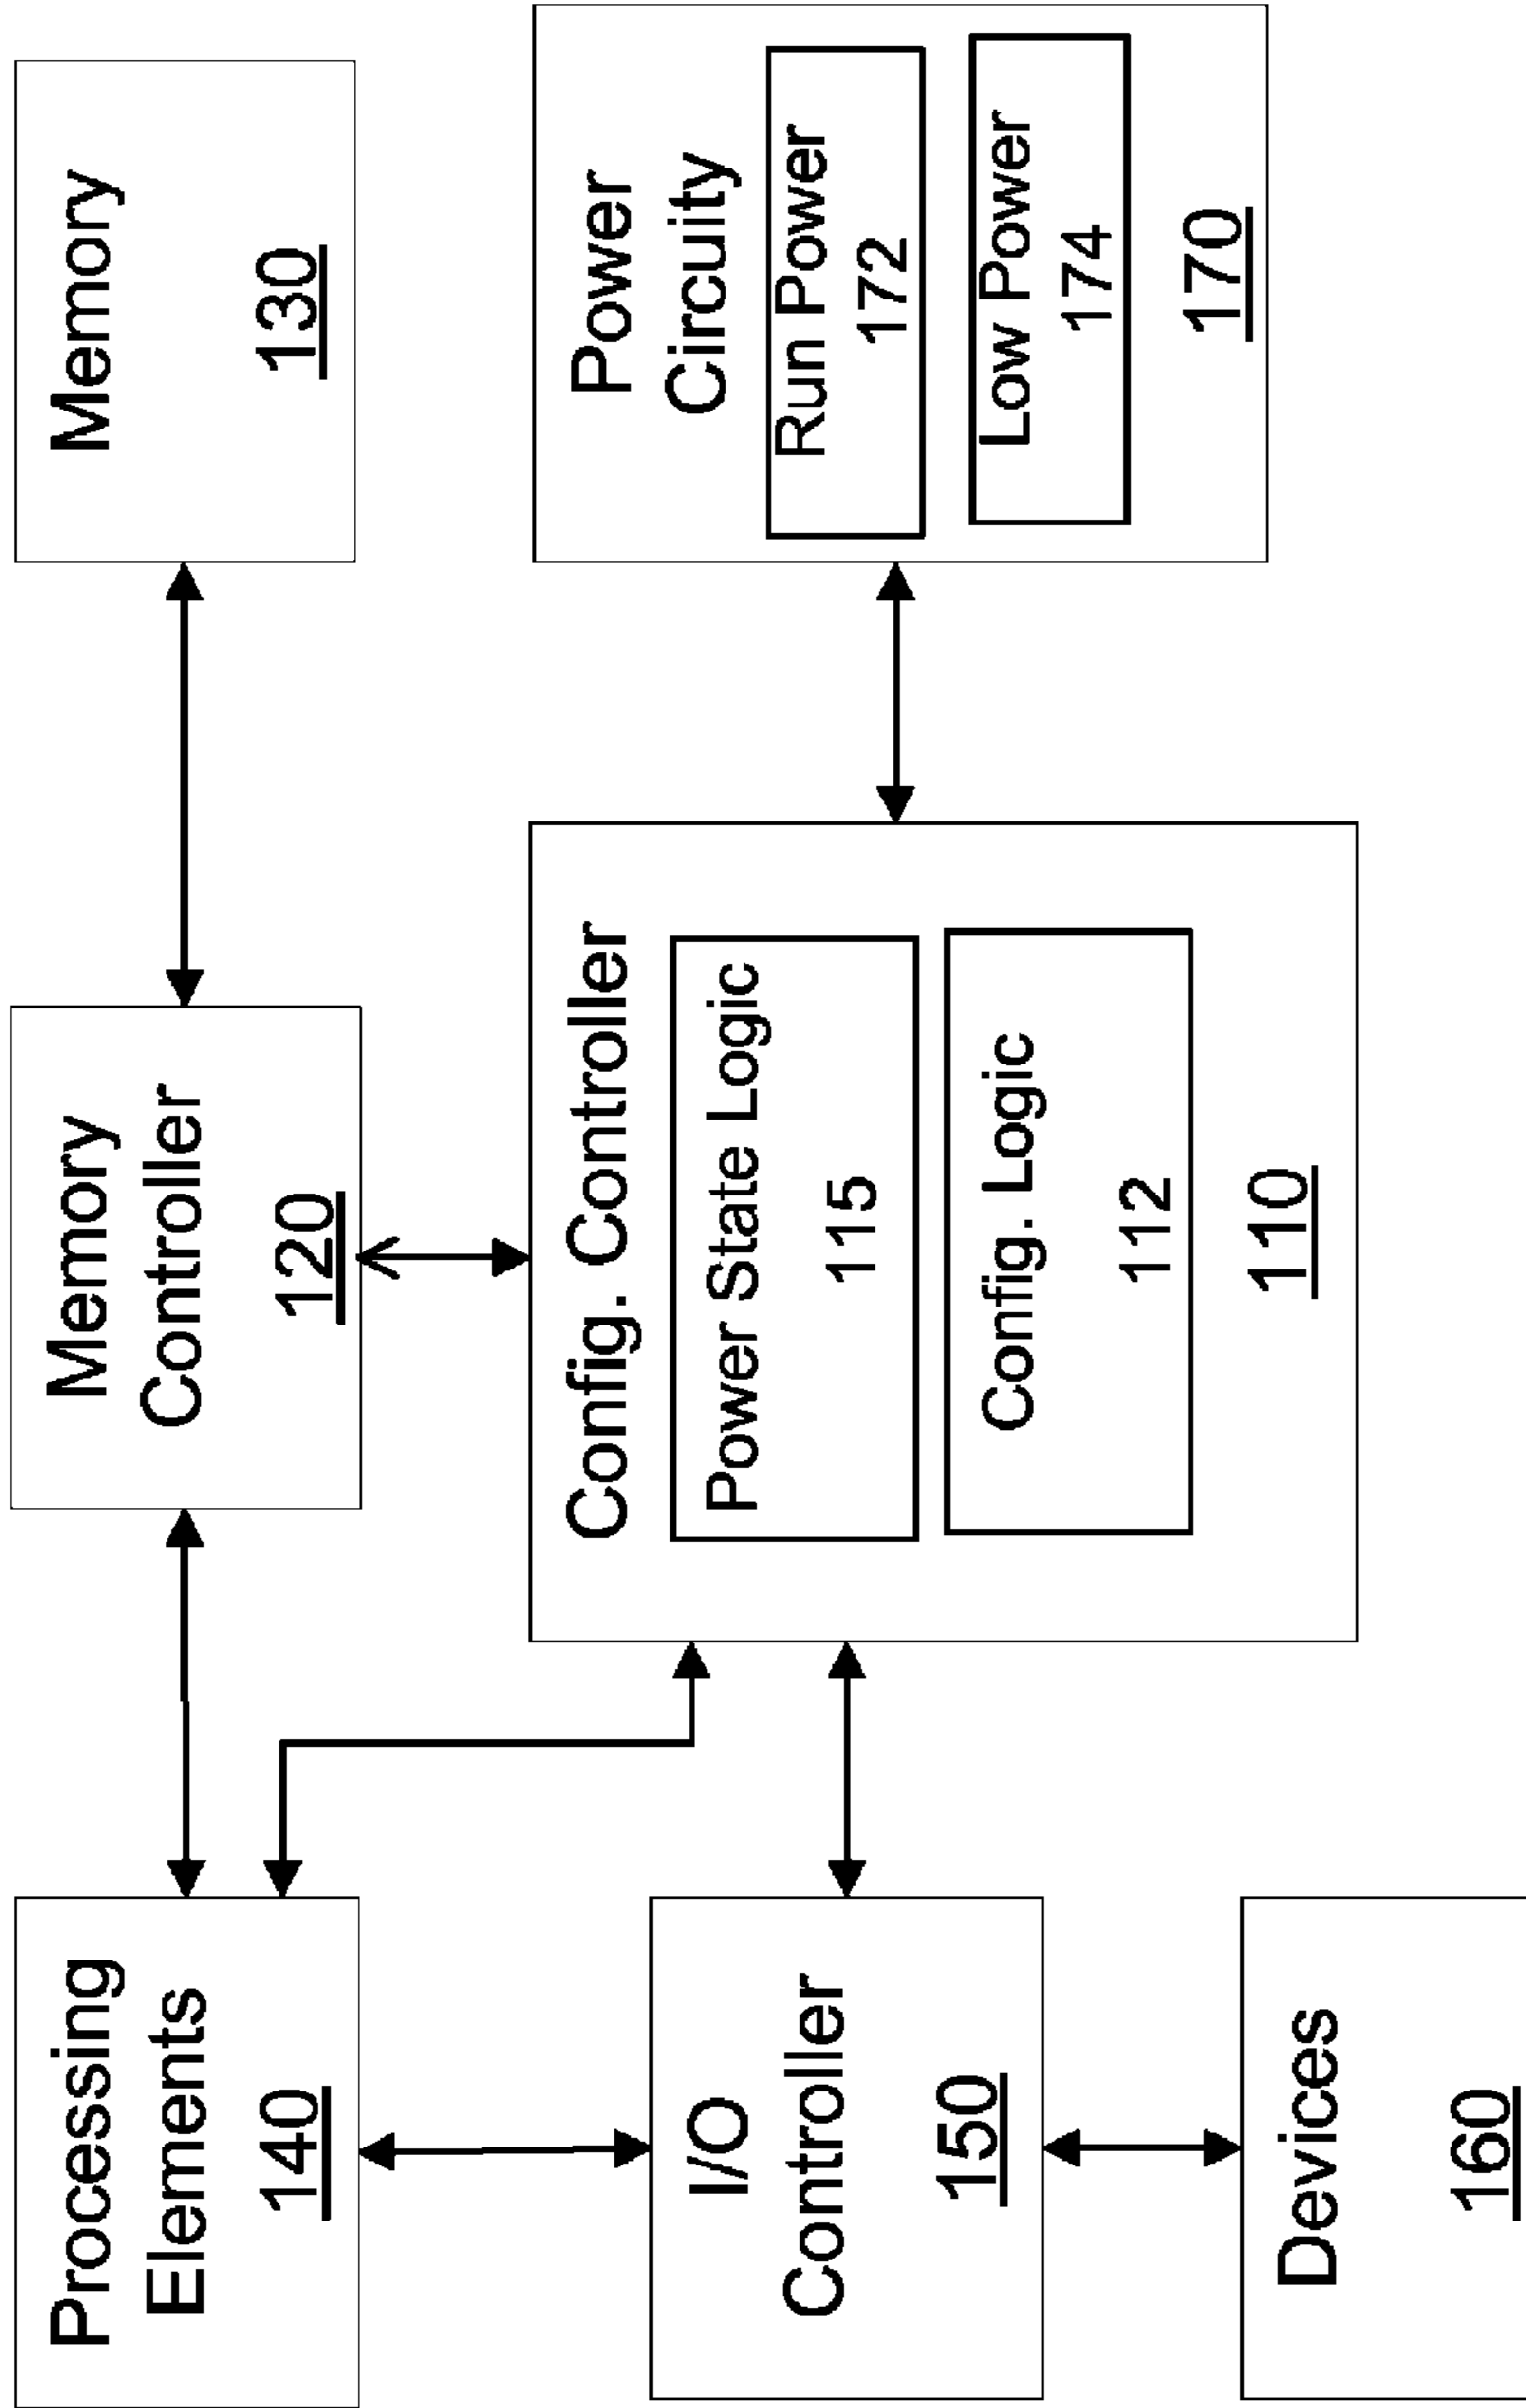 Processing
Elements
140
Memory
Controller
120
Memory
130
I/O
Controller
150
Config. Controller
Power State Logic
115
Config. Logic
112
110
Power
Circuity
Run Power
172
Low Power
174
170
Devices
160